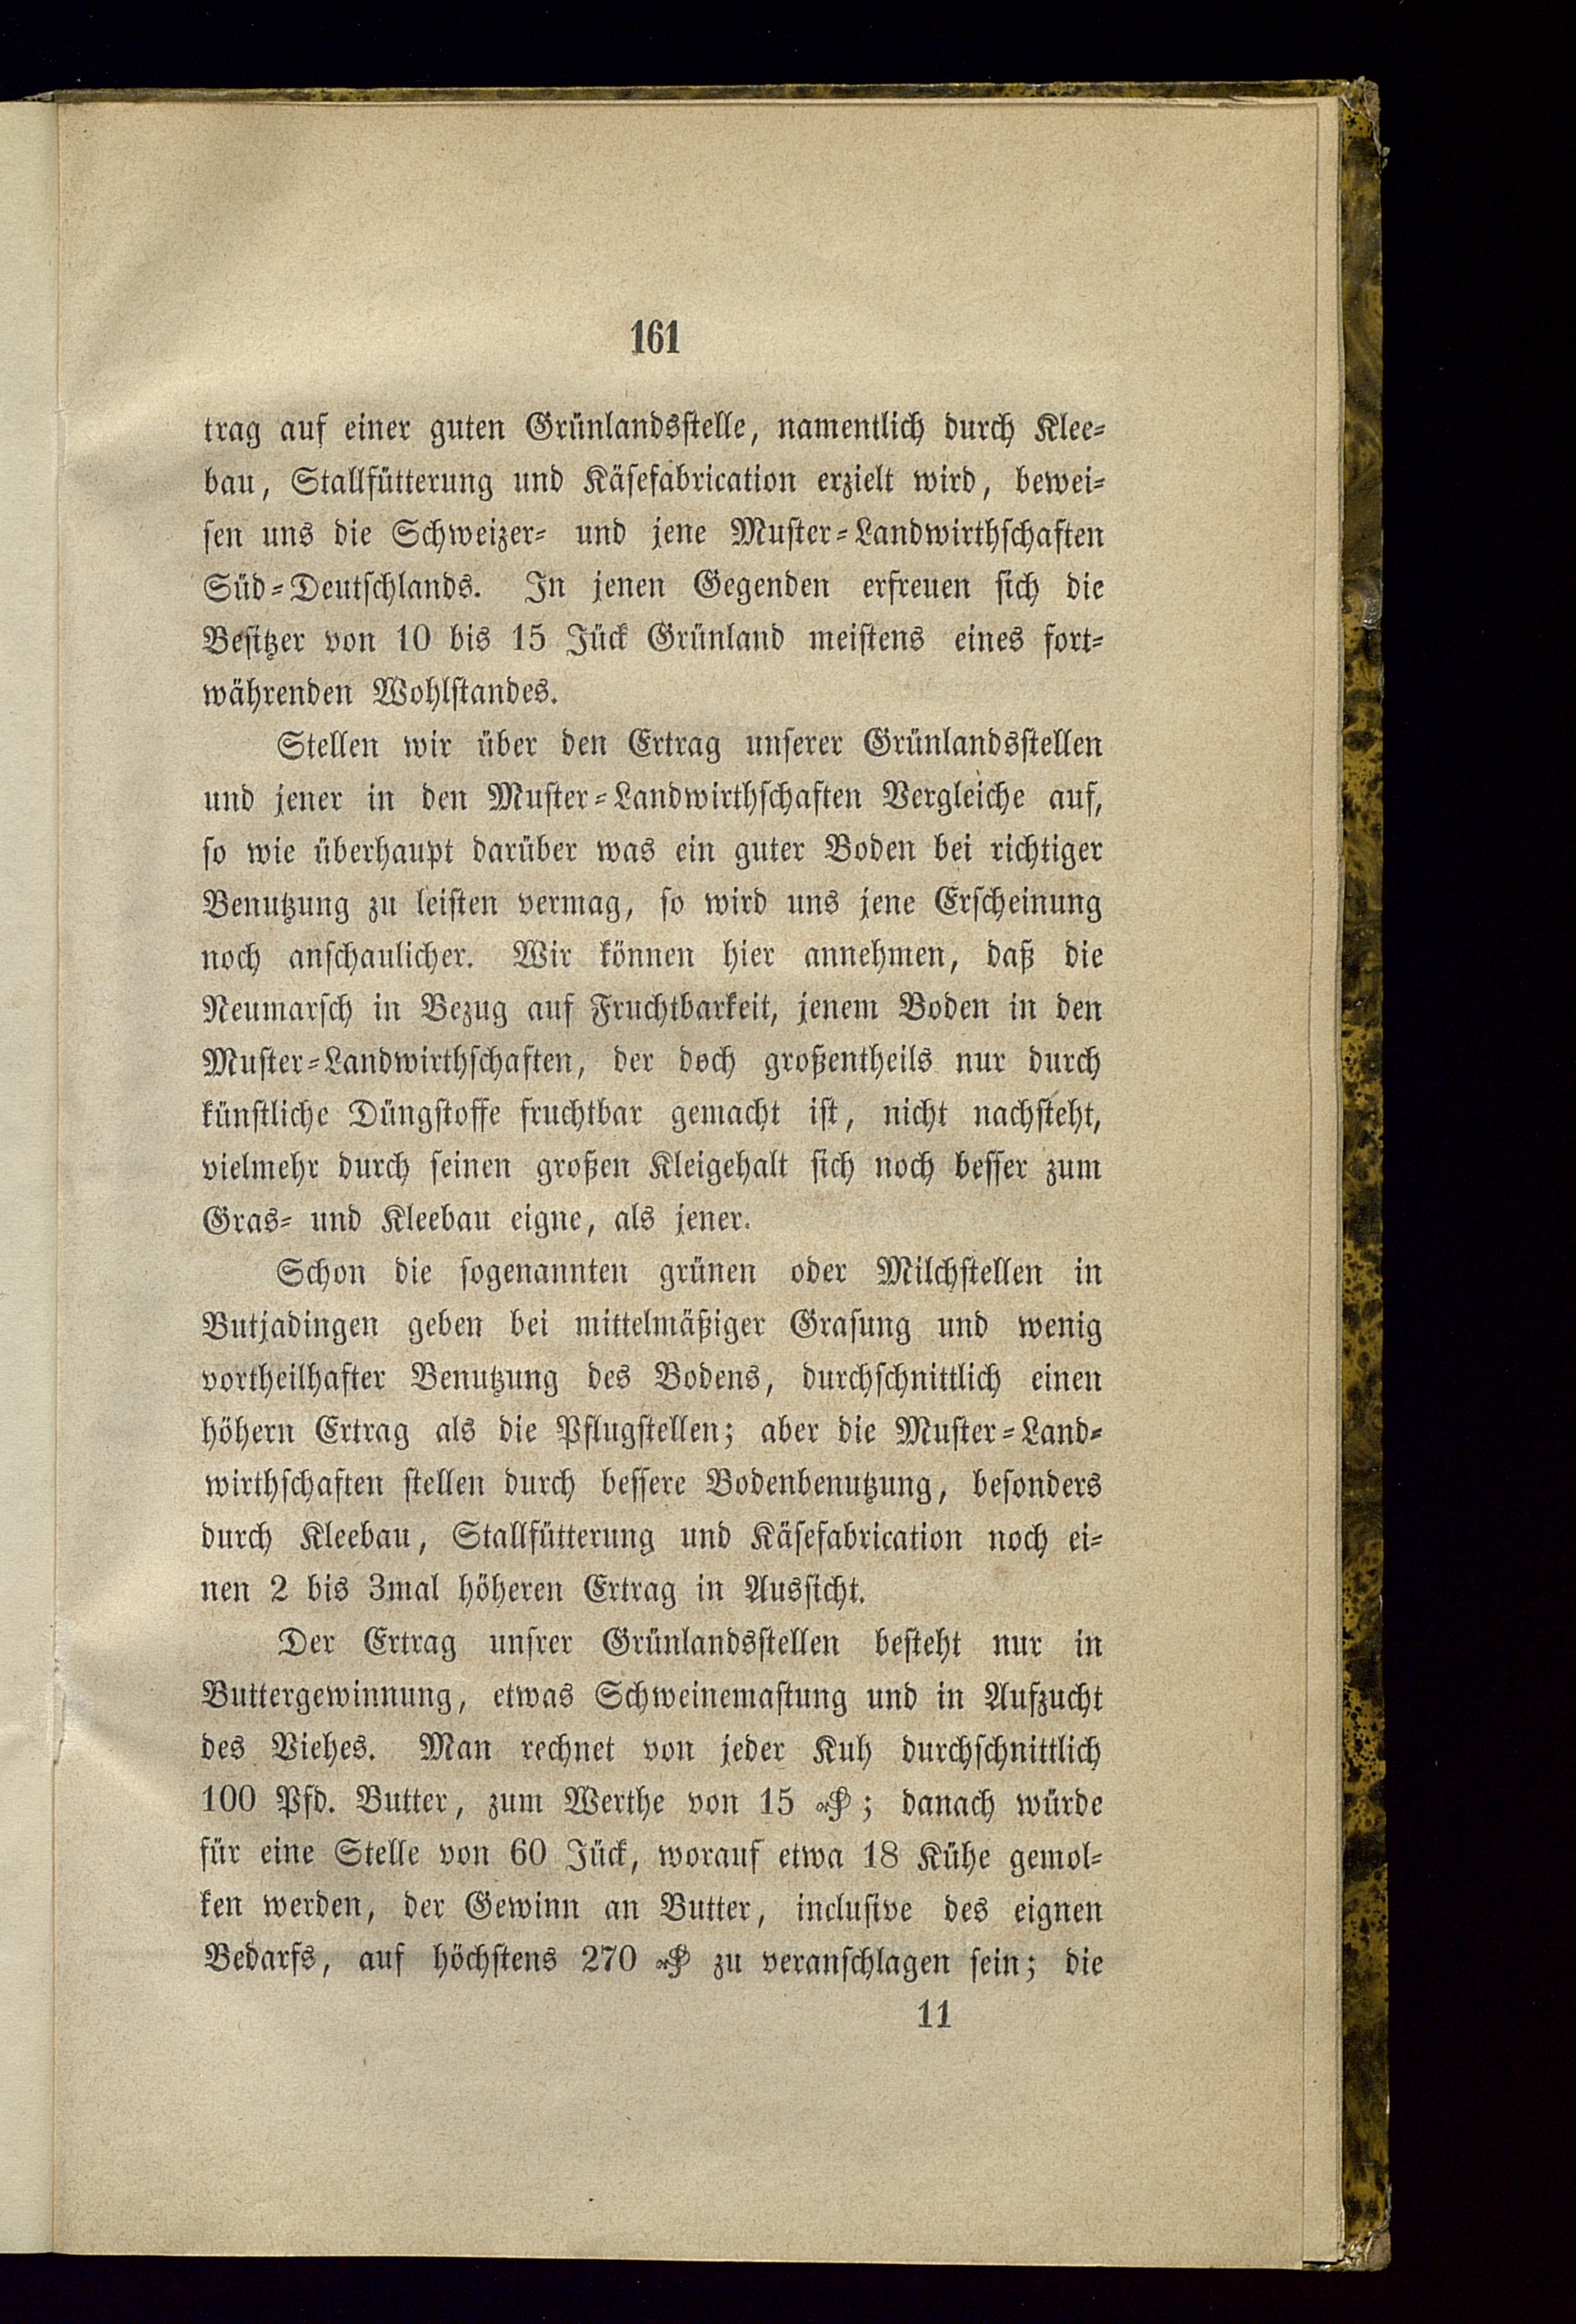 161
trag auf einer guten Grünlandsstelle, namentlich durch Klee-
bau, Stallfütterung und Käsefabrication erzielt wird, bewei-
sen uns die Schweizer- und jene Muster-Landwirthschaften
Süd-Deutschlands. In jenen Gegenden erfreuen sich die
Besitzer von 10 bis 15 Jück Grünland meistens eines fort-
währenden Wohlstandes.
Stellen wir über den Ertrag unserer Grünlandsstellen
und jener in den Muster-Landwirthschaften Vergleiche auf,
so wie überhaupt darüber was ein guter Boden bei richtiger
Benutzung zu leisten vermag, so wird uns jene Erscheinung
noch anschaulicher. Wir können hier annehmen, daß die
Neumarsch in Bezug auf Fruchtbarkeit, jenem Boden in den
Muster-Landwirthschaften, der doch großentheils nur durch
künstliche Düngstoffe fruchtbar gemacht ist, nicht nachsteht,
vielmehr durch seinen großen Kleigehalt sich noch besser zum
Gras- und Kleebau eigne, als jener.
Schon die sogenannten grünen oder Milchstellen in
Butjadingen geben bei mittelmäßiger Grasung und wenig
vortheilhafter Benutzung des Bodens, durchschnittlich einen
höhern Ertrag als die Pflugstellen; aber die Muster-Land-
wirthschaften stellen durch bessere Bodenbenutzung, besonders
durch Kleebau, Stallfütterung und Käsefabrication noch ei-
nen 2 bis 3mal höheren Ertrag in Aussicht.
Der Ertrag unsrer Grünlandsstellen besteht nur in
Buttergewinnung, etwas Schweinemastung und in Aufzucht
des Viehes. Man rechnet von jeder Kuh durchschnittlich
100 Pfd. Butter, zum Werthe von 15 ₰; danach würde
für eine Stelle von 60 Jück, worauf etwa 18 Kühe gemol-
ken werden, der Gewinn an Butter, inclusive des eignen
Bedarfs, auf höchstens 270 ₰ zu veranschlagen sein; die
11